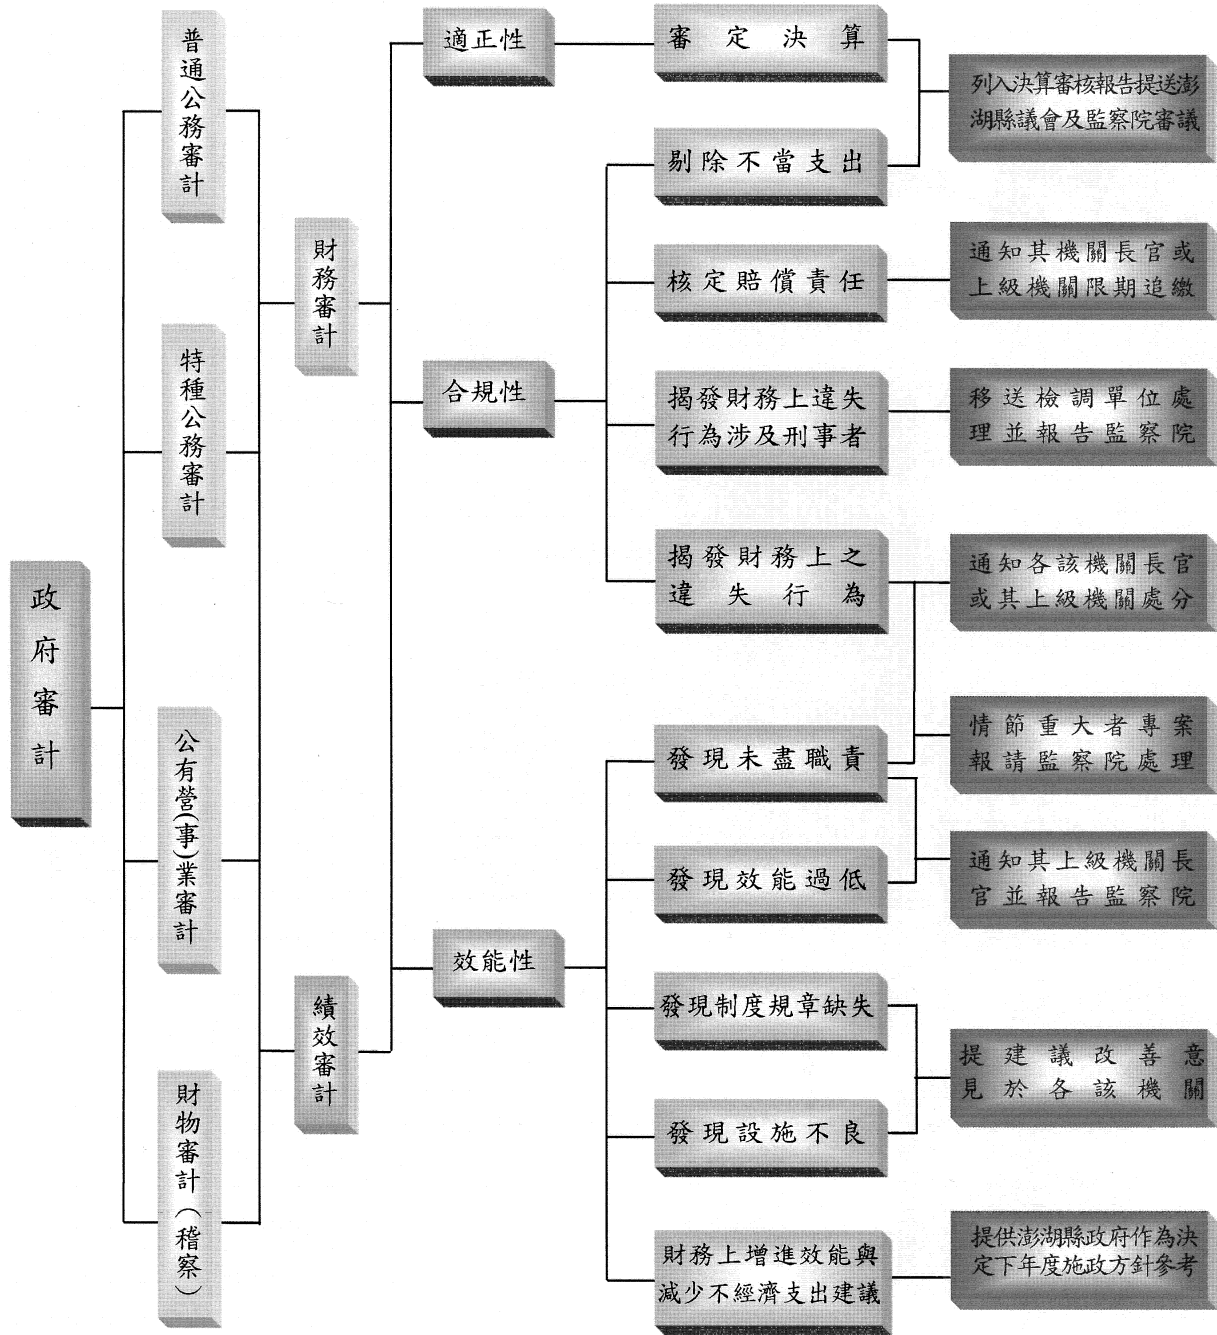 政府審計
普通公務審計
特種公務審計
公有營(事)業審計
財物審計(稽察)
財務審計
績效審計
適正性
合規性
效能性
審定決算
剔除不當支出
核定賠償責任
揭發財務上違失
行為涉及刑事者
揭發財務上之
違失行為
發現未盡職責
發現效能過低
發現制度規章缺失
發現設施不良
財務上增進效能與
減少不經濟支出建議
列入決算審核報告提送澎
湖縣議會及監察院審議
通知其機關長官或
上級機關限期追繳
移送檢調單位處
理並報告監察院
通知各該機關長官
或其上級機關處分
情節重大者專案
報請監察院處理
通知其上級機關長
官並報告監察院
提建議改善意
見於各該機關
提供澎湖縣政府作為決
定下年度施政方針參考